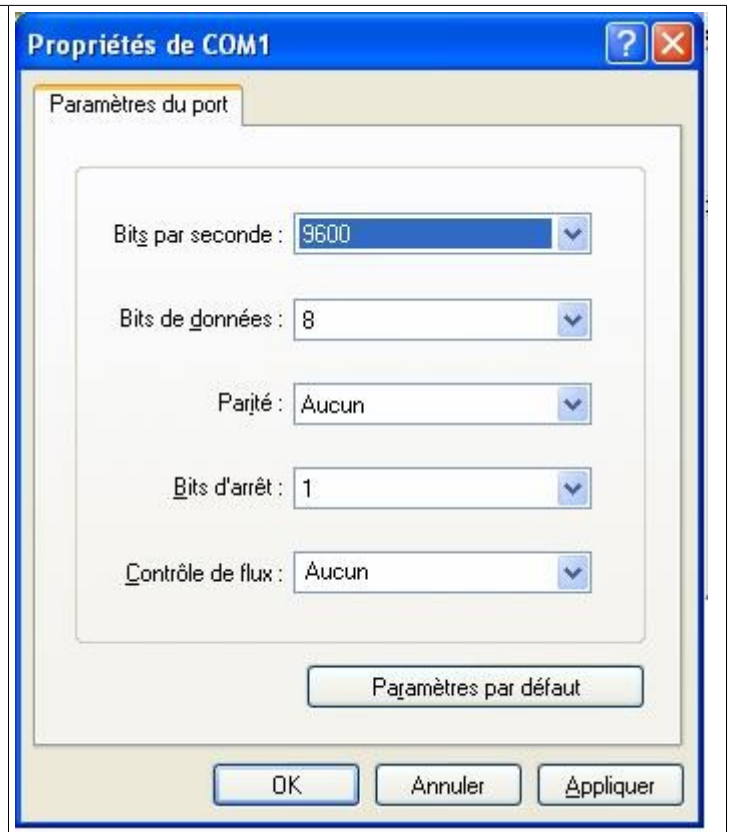 Propriétés de COM1
Paramètres du port
Bits par seconde : 9600
Bits de données : 8
Parité : Aucun
Bits d'arrêt : 1
Contrôle de flux : Aucun
Paramètres par défaut
OK Annuler Appliquer